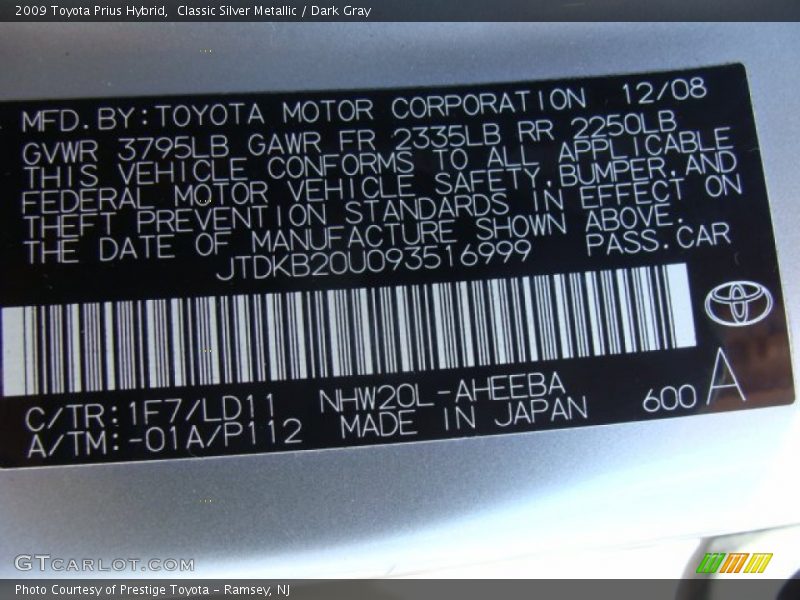 2009 Toyota Prius Hybrid,  Classic Silver Metallic / Dark Gray
MFD. BY: TOYOTA MOTOR CORPORATION 12/08
GVWR 3795LB GAWR FR 2335LB RR 2250LB
THIS VEHICLE CONFORMS TO ALL APPLICABLE
FEDERAL MOTOR VEHICLE SAFETY, BUMPER, AND
THEFT PREVENTION STANDARDS IN EFFECT ON
THE DATE OF MANUFACTURE SHOWN ABOVE.
JTDKB20U093516999 PASS. CAR
C/TR: 1F7/LD11 NHW20L-AHEEBA
A/TM: -01A/P112 MADE IN JAPAN 600 A
GTCARLOT.COM
Photo Courtesy of Prestige Toyota - Ramsey, NJ